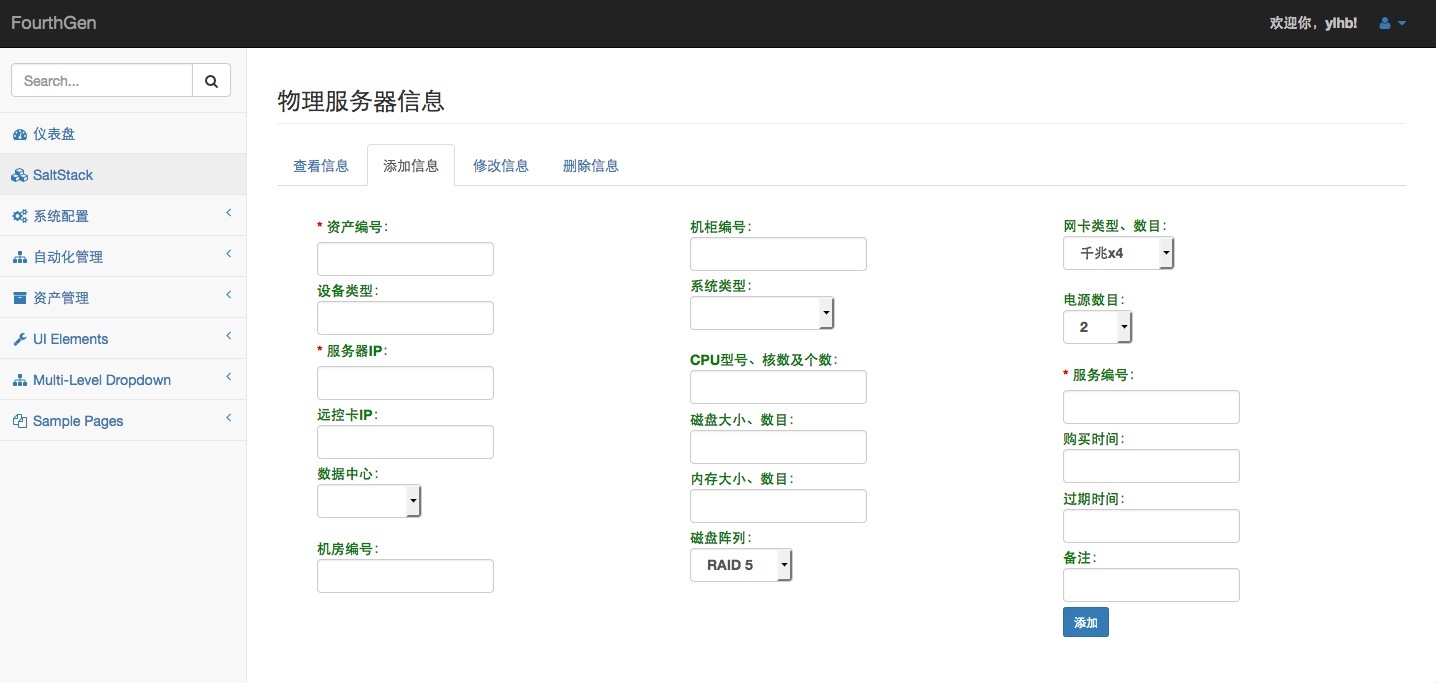 FourthGen
欢迎你，ylhb!
Search...
仪表盘
SaltStack
系统配置
自动化管理
资产管理
UI Elements
Multi-Level Dropdown
Sample Pages
物理服务器信息
查看信息
添加信息
修改信息
删除信息
* 资产编号：
设备类型：
* 服务器IP：
远控卡IP：
数据中心：
机房编号：
机柜编号：
系统类型：
CPU型号、核数及个数：
磁盘大小、数目：
内存大小、数目：
磁盘阵列：
RAID 5
网卡类型、数目：
千兆x4
电源数目：
2
* 服务编号：
购买时间：
过期时间：
备注：
添加